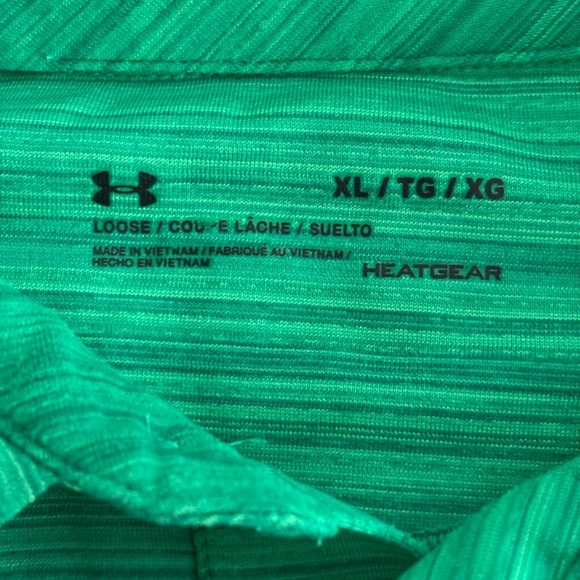 XL / TG / XG
LOOSE / COUPE LÂCHE / SUELTO
MADE IN VIETNAM / FABRIQUÉ AU VIETNAM /
HECHO EN VIETNAM
HEATGEAR